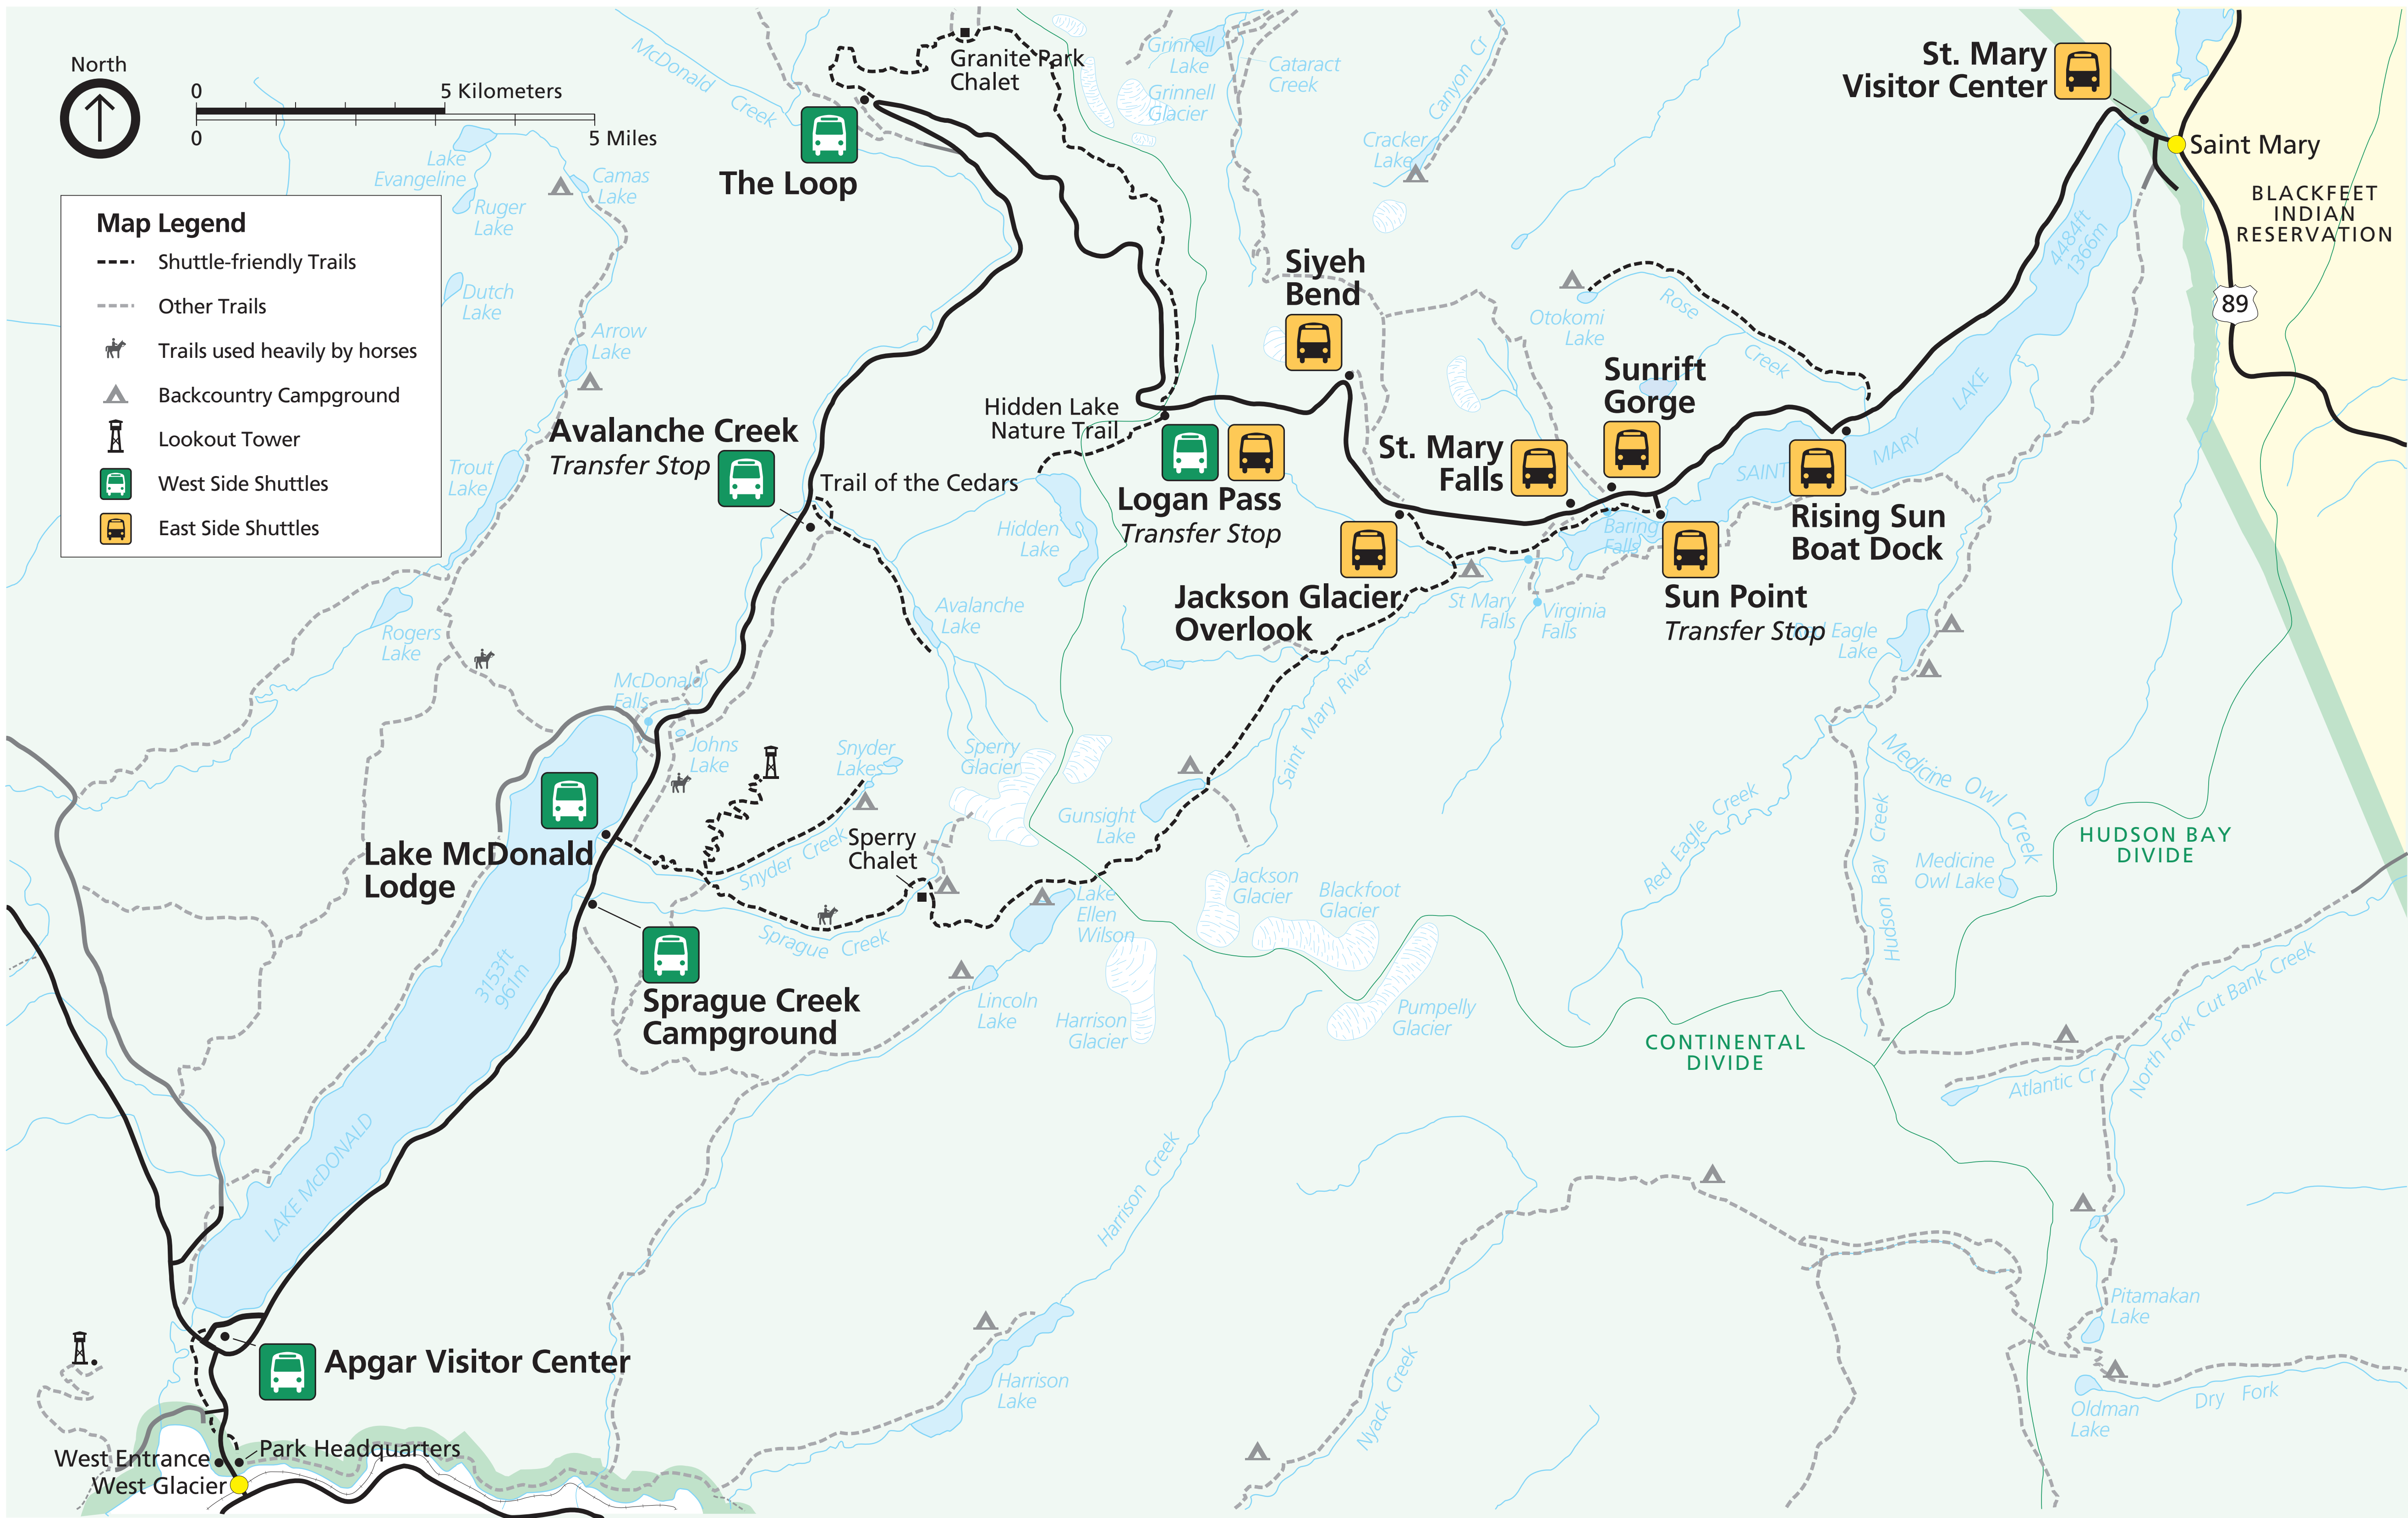 North
0
5 Kilometers
0
5 Miles
Map Legend
Shuttle-friendly Trails
Other Trails
Trails used heavily by horses
Backcountry Campground
Lookout Tower
West Side Shuttles
East Side Shuttles
McDonald
Creek
Granite Park
Chalet
Grinnell
Lake
Grinnell
Glacier
Cataract
Creek
Canyon Cr
Cracker
Lake
St. Mary
Visitor Center
Saint Mary
BLACKFEET
INDIAN
RESERVATION
89
4484ft
1366m
The Loop
Lake
Evangeline
Camas
Lake
Ruger
Lake
Dutch
Lake
Arrow
Lake
Trout
Lake
Rogers
Lake
Siyeh
Bend
Otokomi
Lake
Rose
Creek
Sunrift
Gorge
Hidden Lake
Nature Trail
Avalanche Creek
Transfer Stop
Trail of the Cedars
Logan Pass
Transfer Stop
St. Mary
Falls
SAINT
MARY
LAKE
Hidden
Lake
Baring
Falls
Rising Sun
Boat Dock
Jackson Glacier
Overlook
St Mary
Falls
Virginia
Falls
Sun Point
Transfer Stop
Red Eagle
Lake
Avalanche
Lake
McDonald
Falls
Johns
Lake
Snyder
Lakes
Sperry
Glacier
Saint Mary River
Gunsight
Lake
Medicine Owl Creek
Red Eagle Creek
Hudson Bay Creek
Medicine
Owl Lake
HUDSON BAY
DIVIDE
Lake McDonald
Lodge
Snyder Creek
Sperry
Chalet
Sprague Creek
Lake
Ellen
Wilson
Jackson
Glacier
Blackfoot
Glacier
3153ft
961m
Sprague Creek
Campground
Lincoln
Lake
Harrison
Glacier
Pumpelly
Glacier
CONTINENTAL
DIVIDE
North Fork Cut Bank Creek
Atlantic Cr
LAKE McDONALD
Harrison Creek
Pitamakan
Lake
Apgar Visitor Center
Harrison
Lake
Nyack Creek
Oldman
Lake
Dry Fork
Park Headquarters
West Entrance
West Glacier